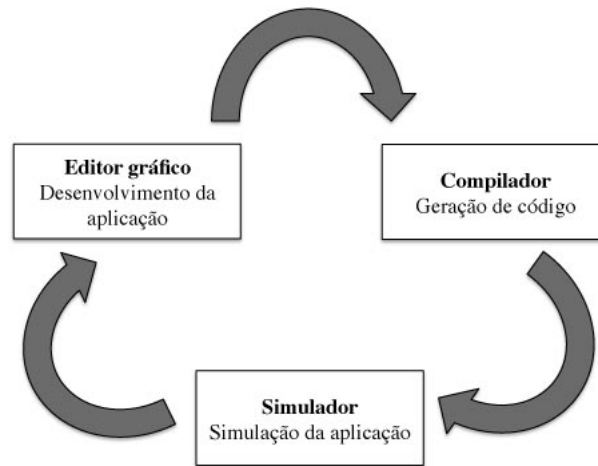 Editor gráfico
Desenvolvimento da
aplicação
Compilador
Geração de código
Simulador
Simulação da aplicação